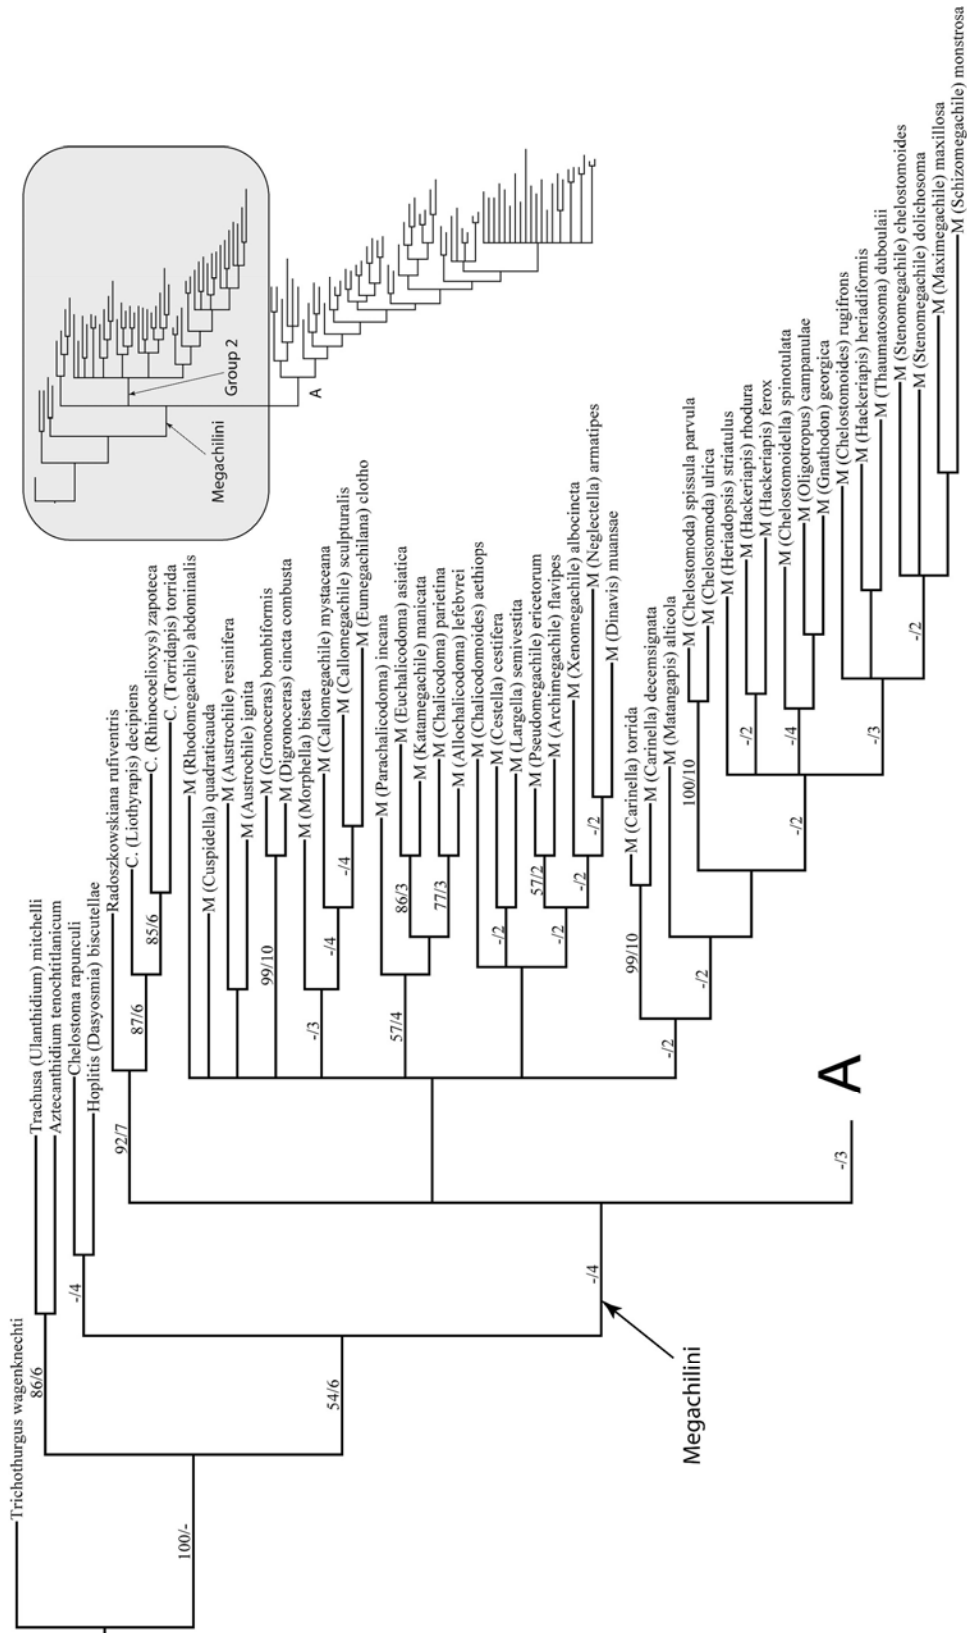 Trichothurgus wagenknechti
86/6
Trachusa (Ulanthidium) mitchelli
Aztecanthidium tenochtitlanicum
-/4
Chelostoma rapunculi
Hoplitis (Dasyosmia) biscutellae
100/-
54/6
92/7
Radoszkowskiana rufiventris
87/6
C. (Liothyrapis) decipiens
85/6
C. (Rhinocoelioxys) zapoteca
C. (Torridapis) torrida
M (Rhodomegachile) abdominalis
M (Cuspidella) quadraticauda
M (Austrochile) resinifera
M (Austrochile) ignita
99/10
M (Gronoceras) bombiformis
M (Digronoceras) cincta combusta
-/3
M (Morphella) biseta
-/4
M (Callomegachile) mystaceana
-/4
M (Callomegachile) sculpturalis
M (Eumegachilana) clotho
57/4
M (Parachalicodoma) incana
86/3
M (Euchalicodoma) asiatica
M (Katamegachile) manicata
77/3
M (Chalicodoma) parietina
M (Allochalicodoma) lefebvrei
M (Chalicodomoides) aethiops
-/2
M (Cestella) cestifera
M (Largella) semivestita
57/2
M (Pseudomegachile) ericetorum
M (Archimegachile) flavipes
-/2
-/2
M (Xenomegachile) albocincta
-/2
M (Neglectella) armatipes
M (Dinavis) muansae
99/10
M (Carinella) torrida
M (Carinella) decemsignata
-/2
-/2
M (Matangapis) alticola
100/10
M (Chelostomoda) spissula parvula
M (Chelostomoda) ulrica
-/2
M (Heriadopsis) striatulus
-/2
M (Hackeriapis) rhodura
M (Hackeriapis) ferox
-/4
M (Chelostomoidella) spinotulata
M (Oligotropus) campanulae
M (Gnathodon) georgica
-/3
M (Chelostomoides) rugifrons
M (Hackeriapis) heriadiformis
M (Thaumatosoma) duboulaii
-/2
M (Stenomegachile) chelostomoides
M (Stenomegachile) dolichosoma
M (Maximegachile) maxillosa
M (Schizomegachile) monstrosa
-/4
Megachilini
-/3
A
Megachilini
Group 2
A